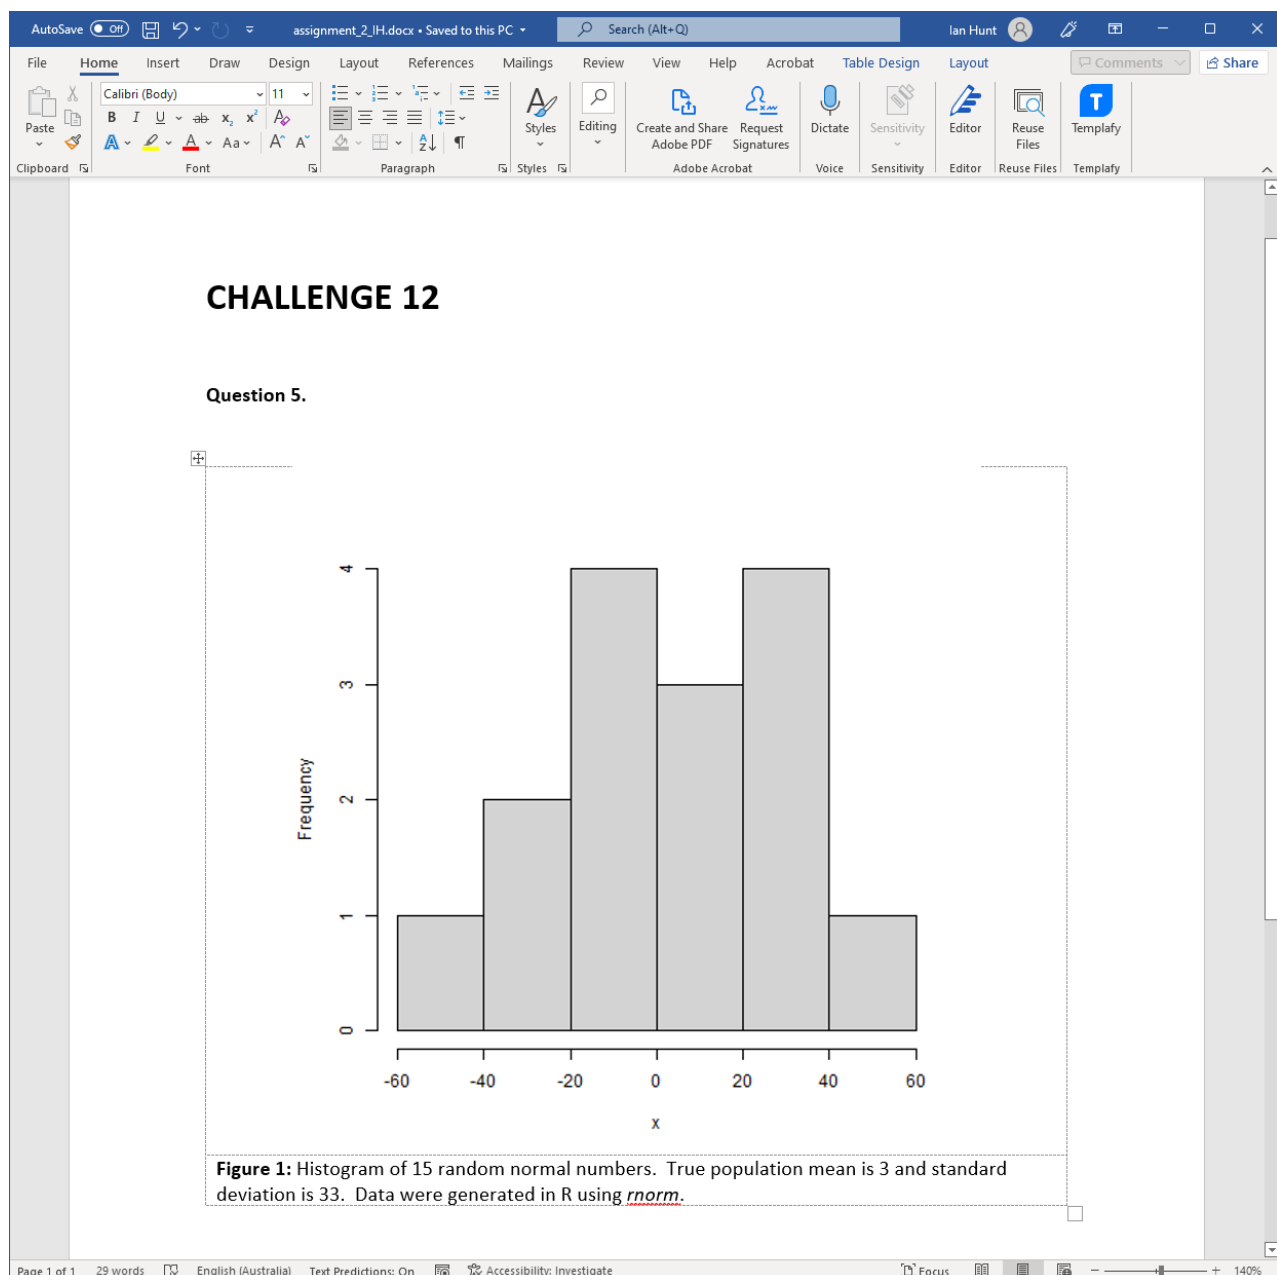 AutoSave Off assignment_2_IH.docx • Saved to this PC Search (Alt+Q) Ian Hunt
File Home Insert Draw Design Layout References Mailings Review View Help Acrobat Table Design Layout Comments Share
Calibri (Body) 11
B I U ab x₂ x² A
A A Aa A A
Paste
Styles
Editing
Create and Share Adobe PDF
Request Signatures
Dictate
Sensitivity
Editor
Reuse Files
Templafy
Clipboard Font Paragraph Styles Adobe Acrobat Voice Sensitivity Editor Reuse Files Templafy
CHALLENGE 12
Question 5.
4
3
2
1
0
Frequency
-60 -40 -20 0 20 40 60
x
Figure 1: Histogram of 15 random normal numbers. True population mean is 3 and standard
deviation is 33. Data were generated in R using rnorm.
Page 1 of 1 29 words English (Australia) Text Predictions: On Accessibility: Investigate Focus 140%